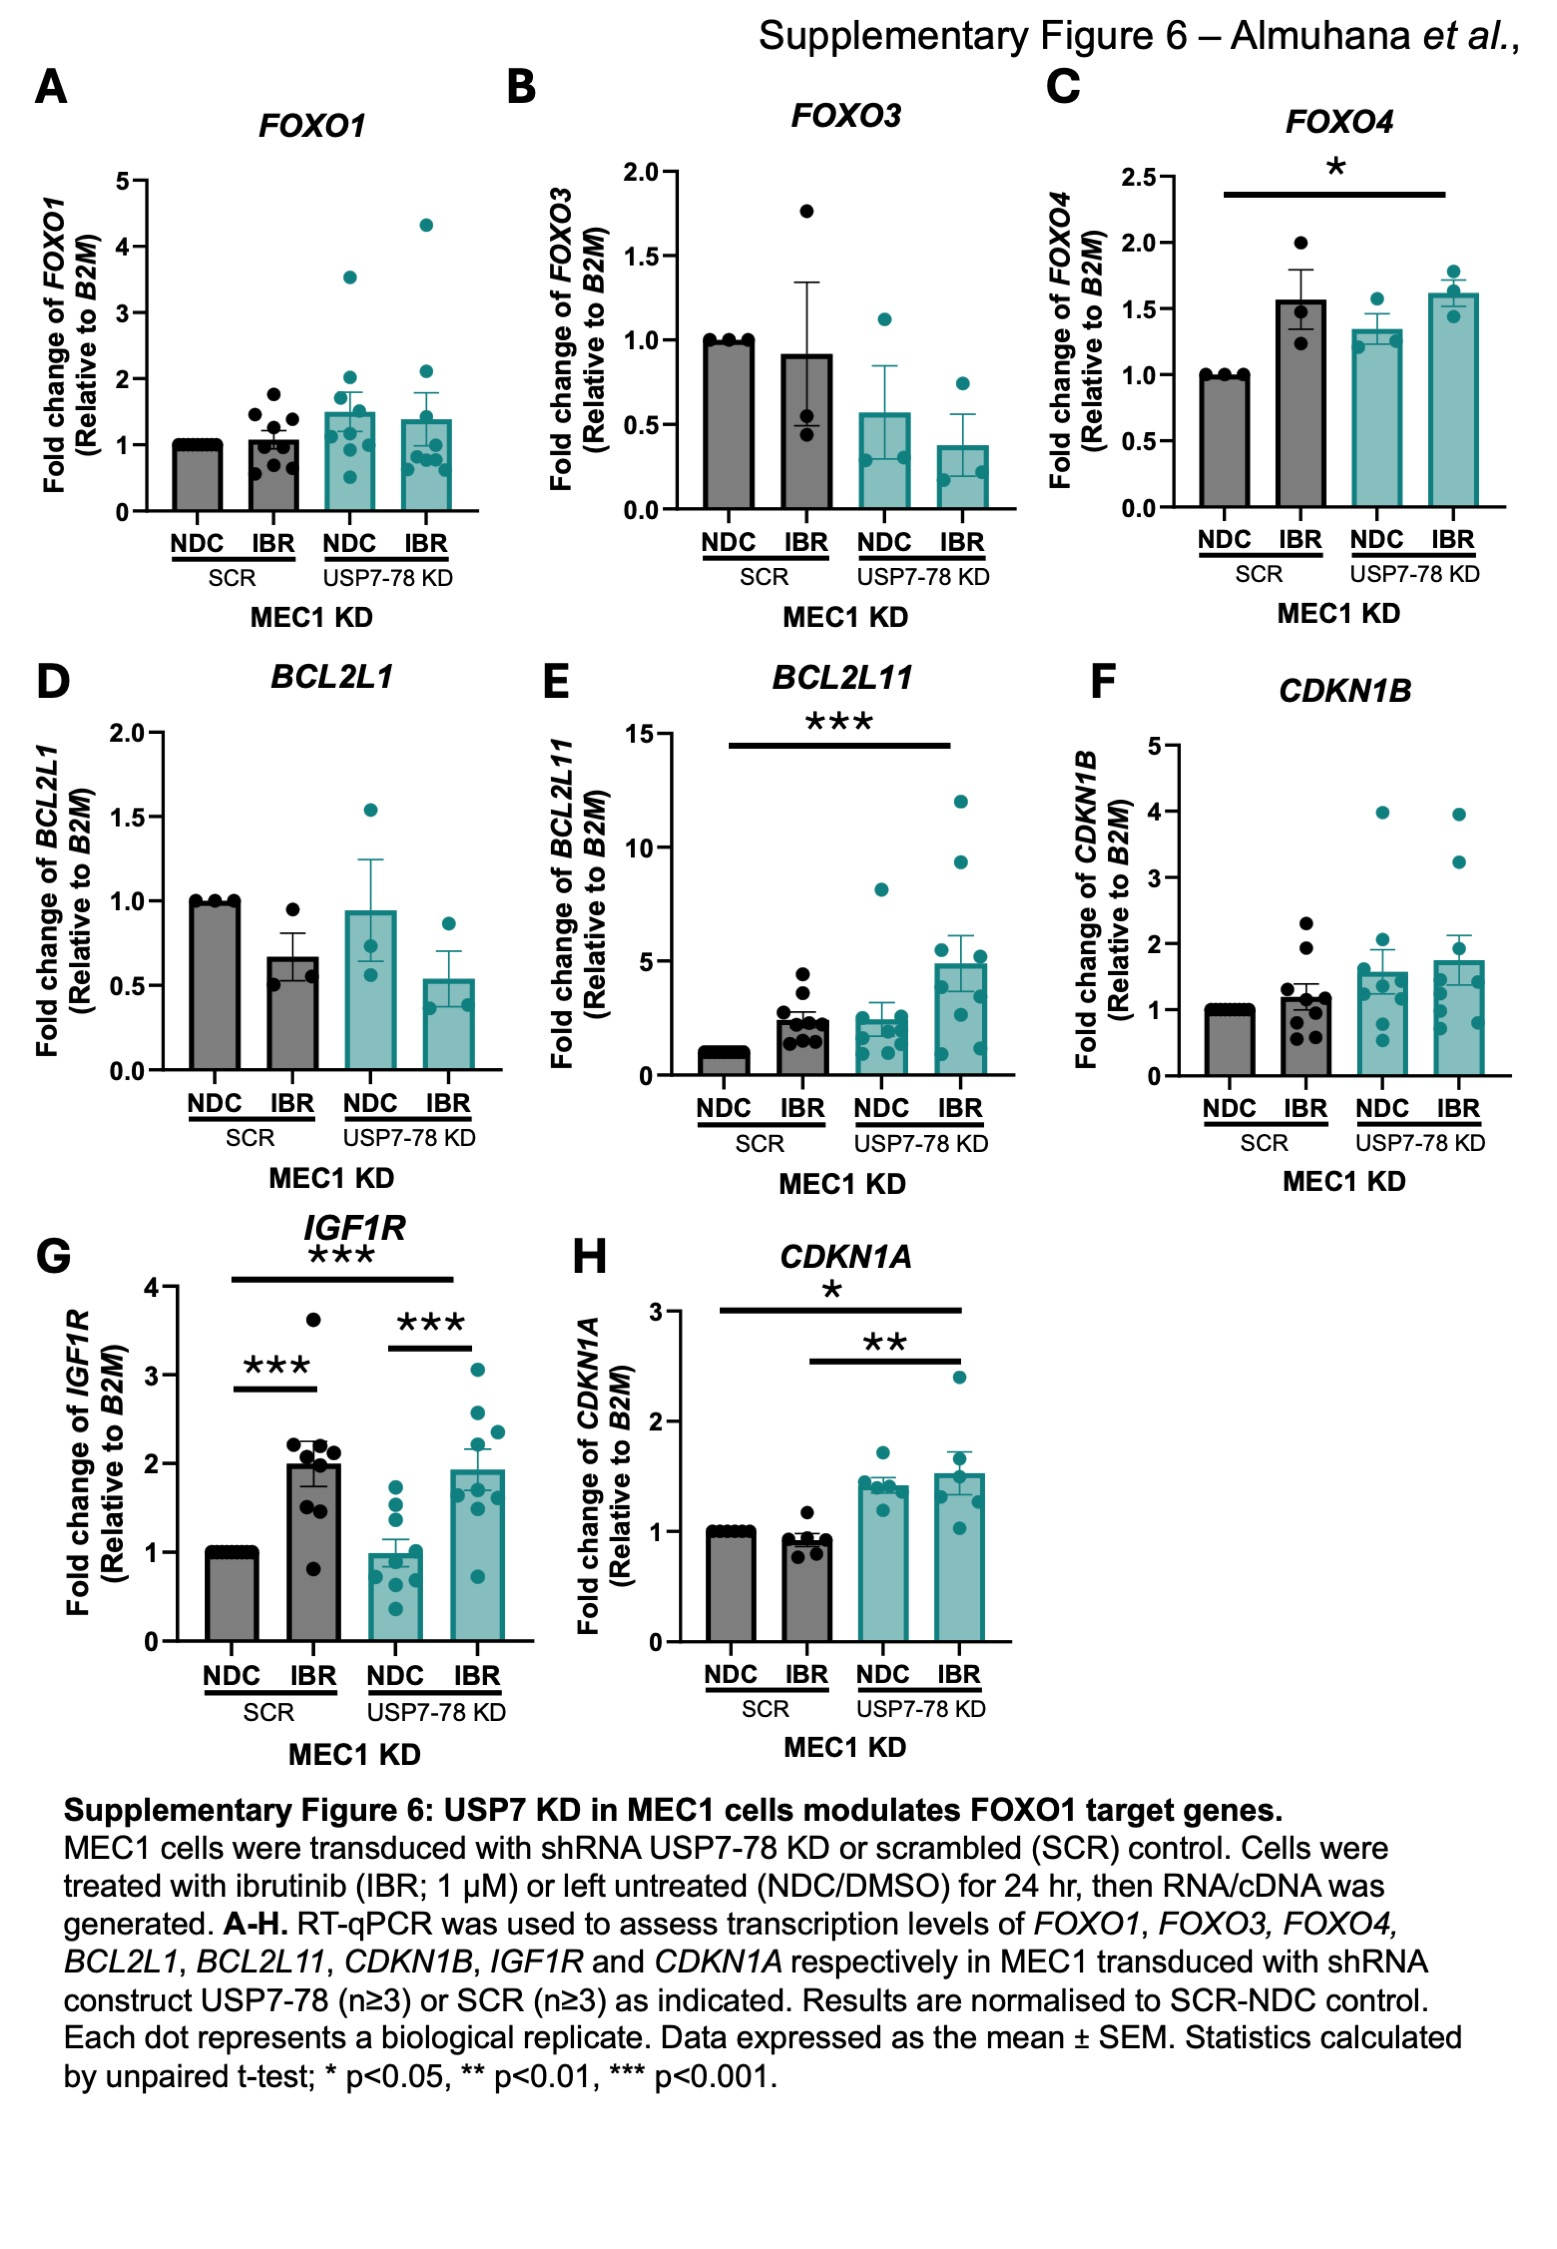 Supplementary Figure 6 – Almuhana et al.,
A
FOXO1
Fold change of FOXO1
(Relative to B2M)
5
4
3
2
1
0
NDC IBR NDC IBR
SCR USP7-78 KD
MEC1 KD
B
FOXO3
Fold change of FOXO3
(Relative to B2M)
2.0
1.5
1.0
0.5
0.0
NDC IBR NDC IBR
SCR USP7-78 KD
MEC1 KD
C
FOXO4
*
Fold change of FOXO4
(Relative to B2M)
2.5
2.0
1.5
1.0
0.5
0.0
NDC IBR NDC IBR
SCR USP7-78 KD
MEC1 KD
D
BCL2L1
Fold change of BCL2L1
(Relative to B2M)
2.0
1.5
1.0
0.5
0.0
NDC IBR NDC IBR
SCR USP7-78 KD
MEC1 KD
E
BCL2L11
***
Fold change of BCL2L11
(Relative to B2M)
15
10
5
0
NDC IBR NDC IBR
SCR USP7-78 KD
MEC1 KD
F
CDKN1B
Fold change of CDKN1B
(Relative to B2M)
5
4
3
2
1
0
NDC IBR NDC IBR
SCR USP7-78 KD
MEC1 KD
G
IGF1R
***
***
***
Fold change of IGF1R
(Relative to B2M)
4
3
2
1
0
NDC IBR NDC IBR
SCR USP7-78 KD
MEC1 KD
H
CDKN1A
*
**
Fold change of CDKN1A
(Relative to B2M)
3
2
1
0
NDC IBR NDC IBR
SCR USP7-78 KD
MEC1 KD
Supplementary Figure 6: USP7 KD in MEC1 cells modulates FOXO1 target genes.
MEC1 cells were transduced with shRNA USP7-78 KD or scrambled (SCR) control. Cells were
treated with ibrutinib (IBR; 1 µM) or left untreated (NDC/DMSO) for 24 hr, then RNA/cDNA was
generated. A-H. RT-qPCR was used to assess transcription levels of FOXO1, FOXO3, FOXO4,
BCL2L1, BCL2L11, CDKN1B, IGF1R and CDKN1A respectively in MEC1 transduced with shRNA
construct USP7-78 (n≥3) or SCR (n≥3) as indicated. Results are normalised to SCR-NDC control.
Each dot represents a biological replicate. Data expressed as the mean ± SEM. Statistics calculated
by unpaired t-test; * p<0.05, ** p<0.01, *** p<0.001.